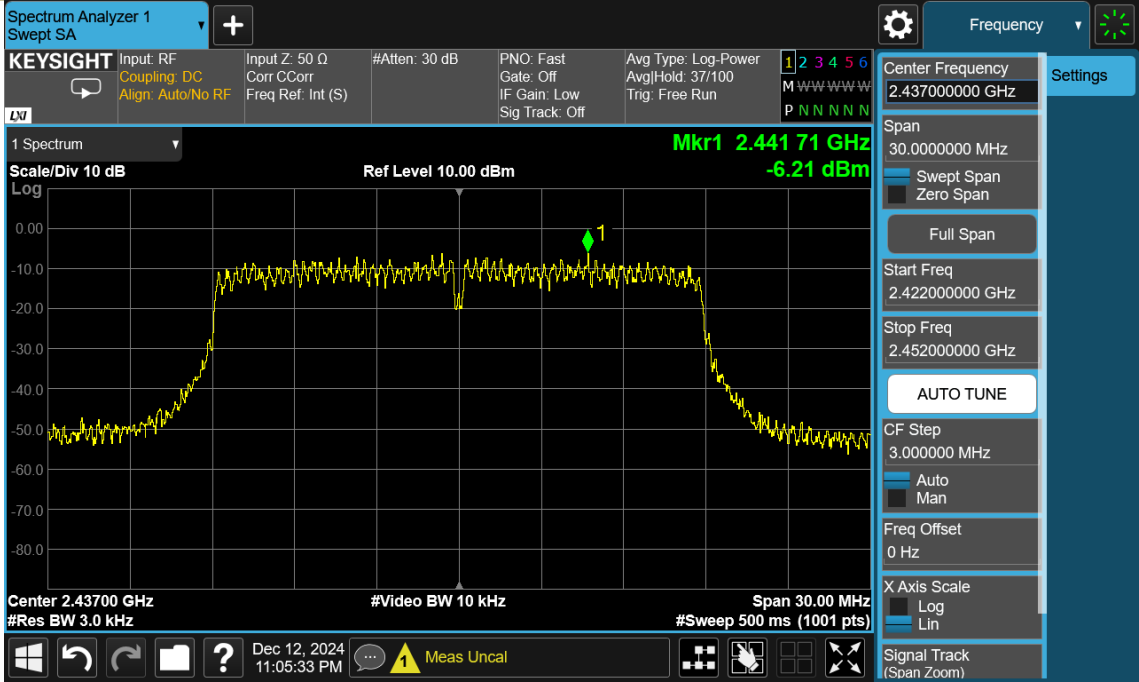 Spectrum Analyzer 1
Swept SA
Frequency
KEYSIGHT
LXI
Input: RF
Coupling: DC
Align: Auto/No RF
Input Z: 50 Ω
Corr CCorr
Freq Ref: Int (S)
#Atten: 30 dB
PNO: Fast
Gate: Off
IF Gain: Low
Sig Track: Off
Avg Type: Log-Power
Avg|Hold: 37/100
Trig: Free Run
1 2 3 4 5 6
M W W W W W
P N N N N N
1 Spectrum
Scale/Div 10 dB
Log
Ref Level 10.00 dBm
Mkr1 2.441 71 GHz
-6.21 dBm
1
0.00
-10.0
-20.0
-30.0
-40.0
-50.0
-60.0
-70.0
-80.0
Center 2.43700 GHz
#Res BW 3.0 kHz
#Video BW 10 kHz
Span 30.00 MHz
#Sweep 500 ms (1001 pts)
Dec 12, 2024
11:05:33 PM
1
Meas Uncal
?
Center Frequency
2.437000000 GHz
Settings
Span
30.0000000 MHz
Swept Span
Zero Span
Full Span
Start Freq
2.422000000 GHz
Stop Freq
2.452000000 GHz
AUTO TUNE
CF Step
3.000000 MHz
Auto
Man
Freq Offset
0 Hz
X Axis Scale
Log
Lin
Signal Track
(Span Zoom)